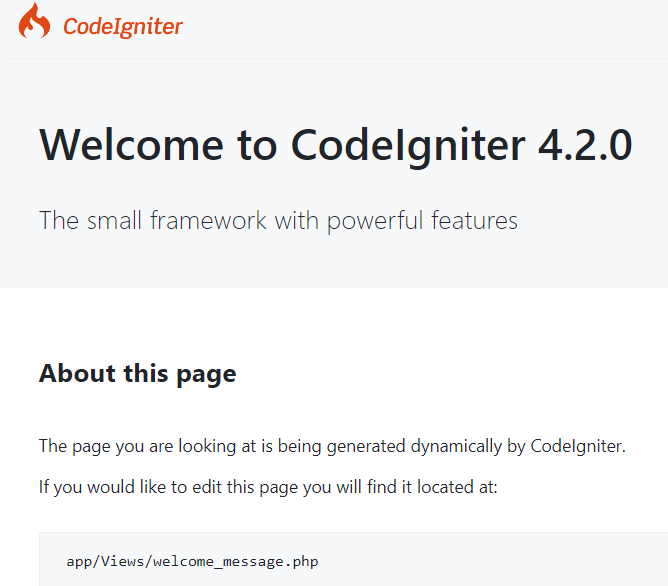 CodeIgniter
Welcome to CodeIgniter 4.2.0
The small framework with powerful features
About this page
The page you are looking at is being generated dynamically by CodeIgniter.
If you would like to edit this page you will find it located at:
app/Views/welcome_message.php